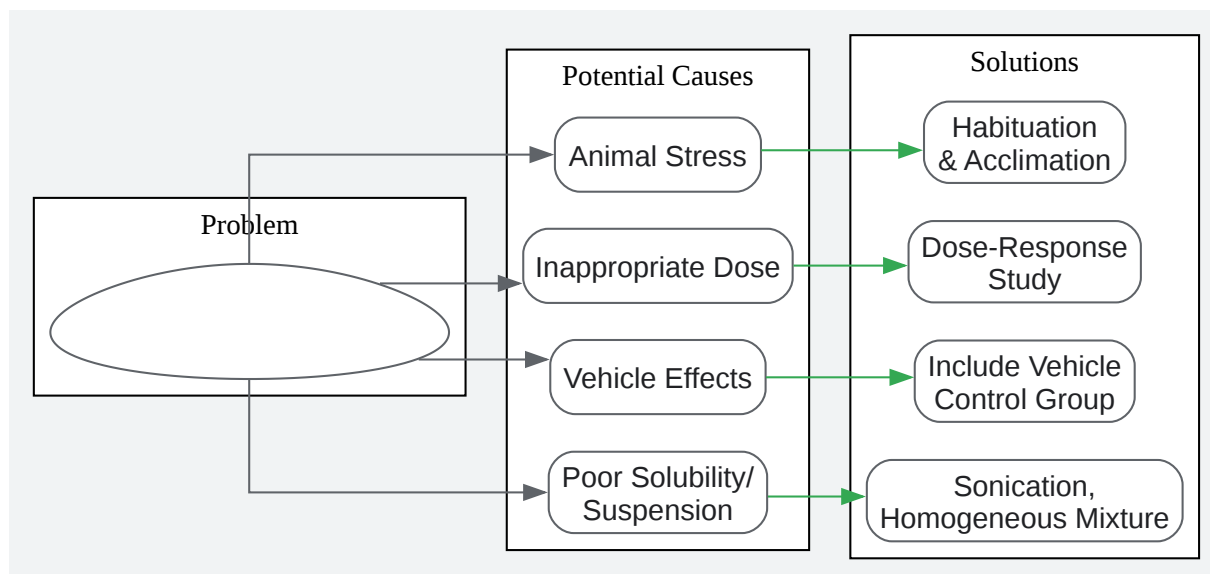 Problem
Potential Causes
Animal Stress
Inappropriate Dose
Vehicle Effects
Poor Solubility/
Suspension
Solutions
Habituation
& Acclimation
Dose-Response
Study
Include Vehicle
Control Group
Sonication,
Homogeneous Mixture